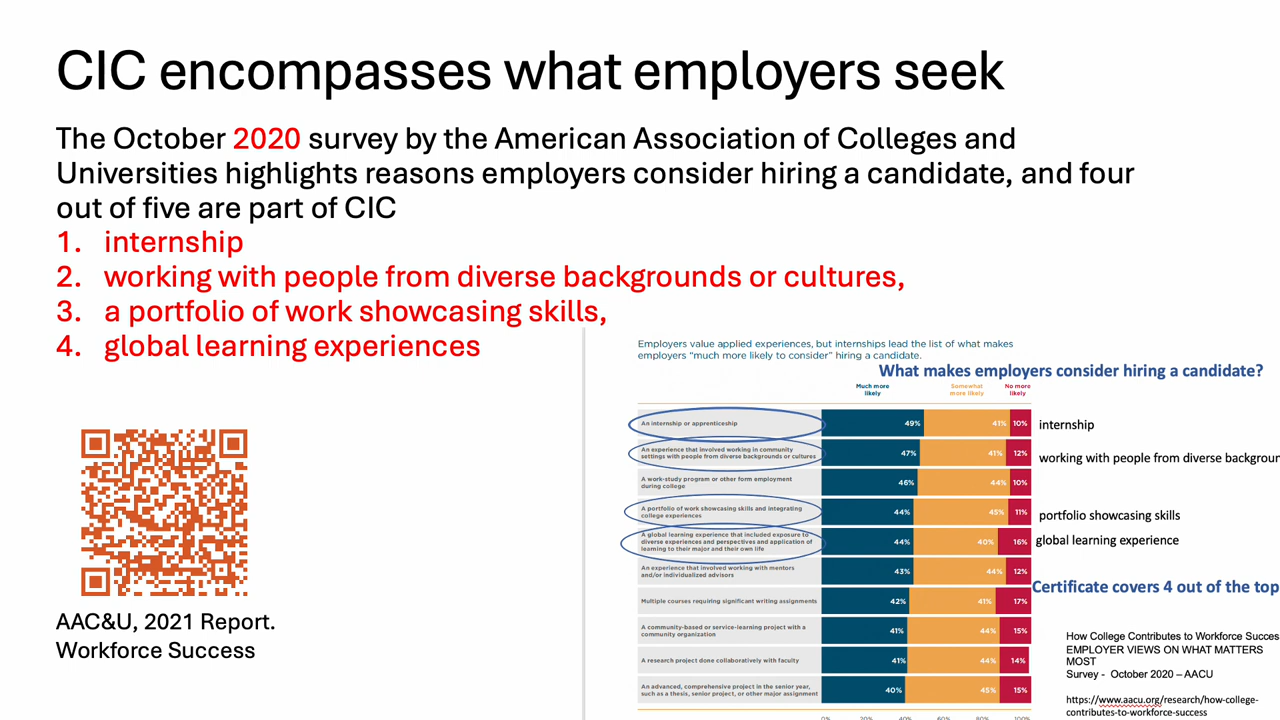 CIC encompasses what employers seek
The October 2020 survey by the American Association of Colleges and
Universities highlights reasons employers consider hiring a candidate, and four
out of five are part of CIC
1. internship
2. working with people from diverse backgrounds or cultures,
3. a portfolio of work showcasing skills,
4. global learning experiences
AAC&U, 2021 Report.
Workforce Success
Employers value applied experiences, but internships lead the list of what makes
employers “much more likely to consider” hiring a candidate.
What makes employers consider hiring a candidate?
Much more
likely
Somewhat
more likely
No more
likely
An internship or apprenticeship 49% 41% 10% internship
An experience that involved working in community
settings with people from diverse backgrounds or cultures 47% 41% 12% working with people from diverse backgroun
A work-study program or other form employment
during college 46% 44% 10%
A portfolio of work showcasing skills and integrating
college experiences 44% 45% 11% portfolio showcasing skills
A global learning experience that included exposure to
diverse experiences and perspectives and application of
learning to their major and their own life 44% 40% 16% global learning experience
An experience that involved working with mentors
and/or individualized advisors 43% 44% 12%
Certificate covers 4 out of the top
Multiple courses requiring significant writing assignments 42% 41% 17%
A community-based or service-learning project with a
community organization 41% 44% 15%
A research project done collaboratively with faculty 41% 44% 14%
An advanced, comprehensive project in the senior year,
such as a thesis, senior project, or other major assignment 40% 45% 15%
0% 20% 40% 60% 80% 100%
How College Contributes to Workforce Succes
EMPLOYER VIEWS ON WHAT MATTERS
MOST
Survey - October 2020 – AACU
https://www.aacu.org/research/how-college-
contributes-to-workforce-success